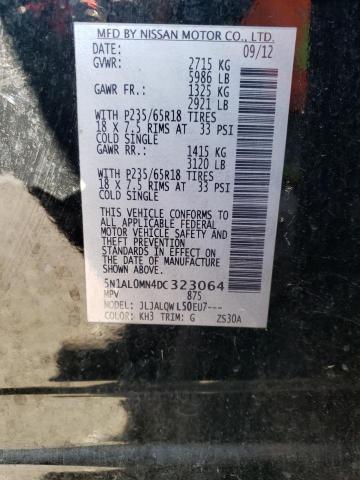 MFD BY NISSAN MOTOR CO., LTD.
DATE: 09/12
GVWR: 2715 KG
5986 LB
GAWR FR.: 1325 KG
2921 LB
WITH P235/65R18 TIRES
18 X 7.5 RIMS AT 33 PSI
COLD SINGLE
GAWR RR.: 1415 KG
3120 LB
WITH P235/65R18 TIRES
18 X 7.5 RIMS AT 33 PSI
COLD SINGLE
THIS VEHICLE CONFORMS TO
ALL APPLICABLE FEDERAL
MOTOR VEHICLE SAFETY
AND THEFT PREVENTION
STANDARDS IN EFFECT ON
THE DATE OF MANUFACTURE
SHOWN ABOVE.
5N1AL0MN4DC323064
MPV 875
MODEL: JLJALQWL50EU7---
COLOR: KH3 TRIM: G ZS30A